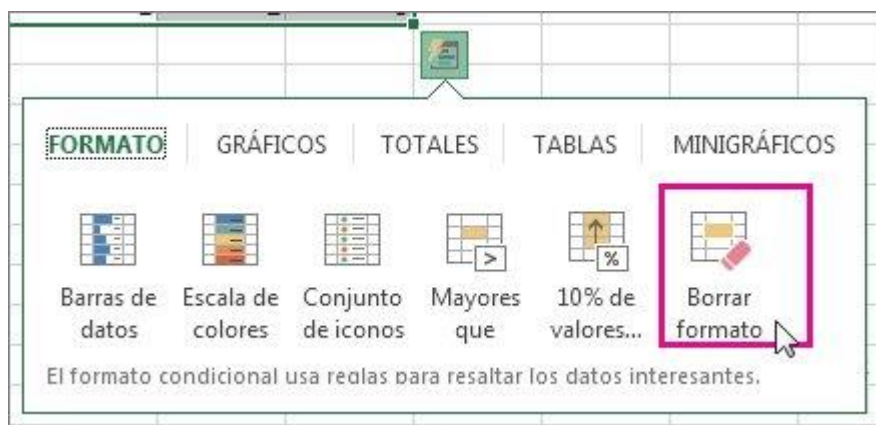 FORMATO GRÁFICOS TOTALES TABLAS MINIGRÁFICOS
> %
Barras de Escala de Conjunto Mayores 10% de Borrar
datos colores de iconos que valores... formato
El formato condicional usa reglas para resaltar los datos interesantes.